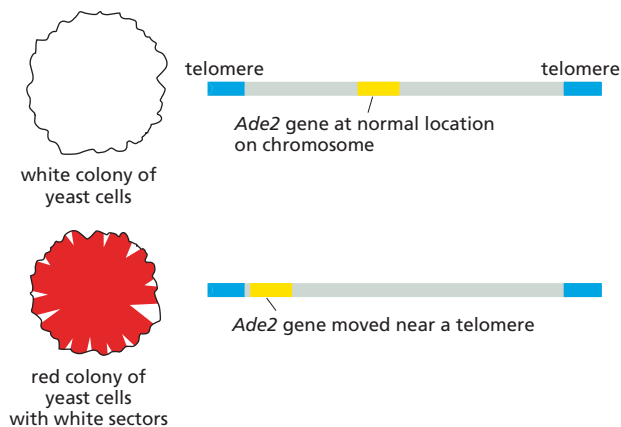 telomere
telomere
Ade2 gene at normal location
on chromosome
white colony of
yeast cells
Ade2 gene moved near a telomere
red colony of
yeast cells
with white sectors